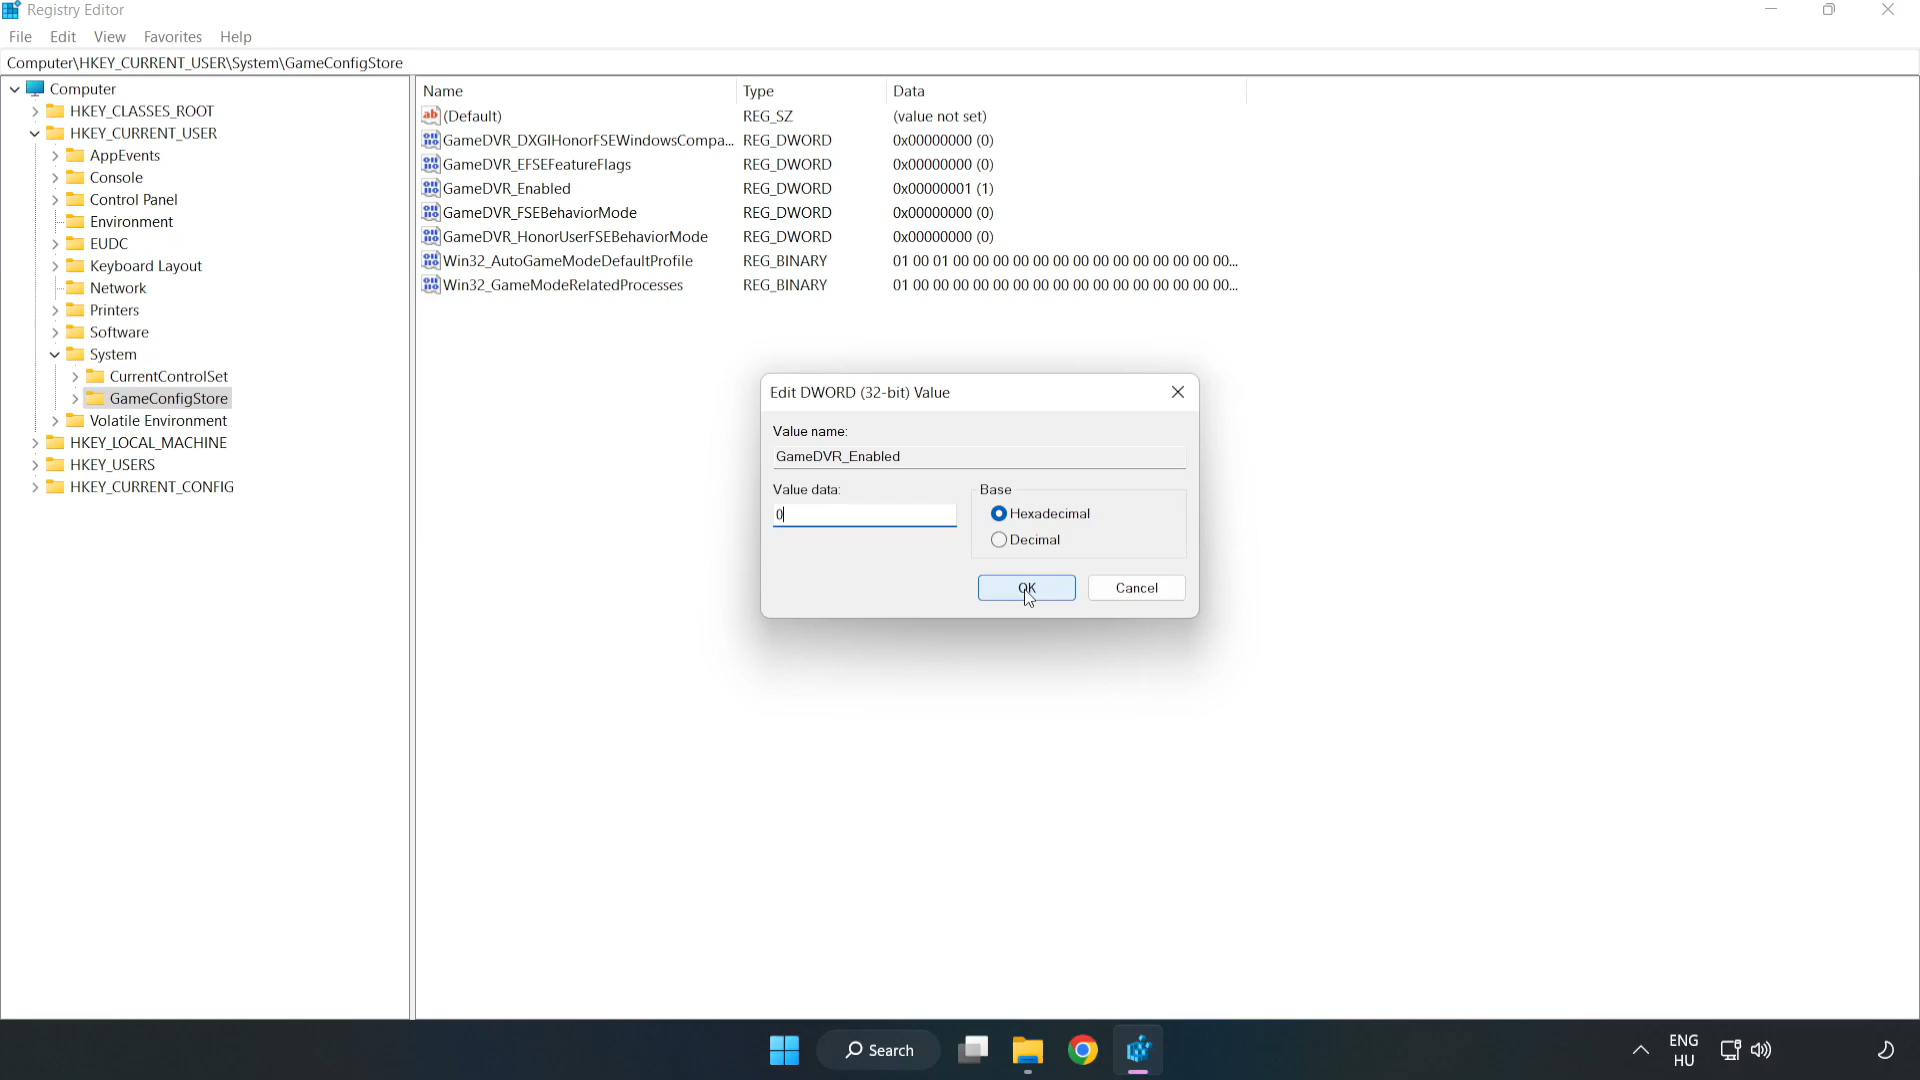 Registry Editor
File Edit View Favorites Help
Computer\HKEY_CURRENT_USER\System\GameConfigStore
Computer
HKEY_CLASSES_ROOT
HKEY_CURRENT_USER
AppEvents
Console
Control Panel
Environment
EUDC
Keyboard Layout
Network
Printers
Software
System
CurrentControlSet
GameConfigStore
Volatile Environment
HKEY_LOCAL_MACHINE
HKEY_USERS
HKEY_CURRENT_CONFIG
Name Type Data
(Default) REG_SZ (value not set)
GameDVR_DXGIHonorFSEWindowsCompa... REG_DWORD 0x00000000 (0)
GameDVR_EFSEFeatureFlags REG_DWORD 0x00000000 (0)
GameDVR_Enabled REG_DWORD 0x00000001 (1)
GameDVR_FSEBehaviorMode REG_DWORD 0x00000000 (0)
GameDVR_HonorUserFSEBehaviorMode REG_DWORD 0x00000000 (0)
Win32_AutoGameModeDefaultProfile REG_BINARY 01 00 01 00 00 00 00 00 00 00 00 00 00 00 00 00 00...
Win32_GameModeRelatedProcesses REG_BINARY 01 00 00 00 00 00 00 00 00 00 00 00 00 00 00 00 00...
Edit DWORD (32-bit) Value
Value name:
GameDVR_Enabled
Value data:
0
Base
Hexadecimal
Decimal
OK Cancel
Search
ENG
HU